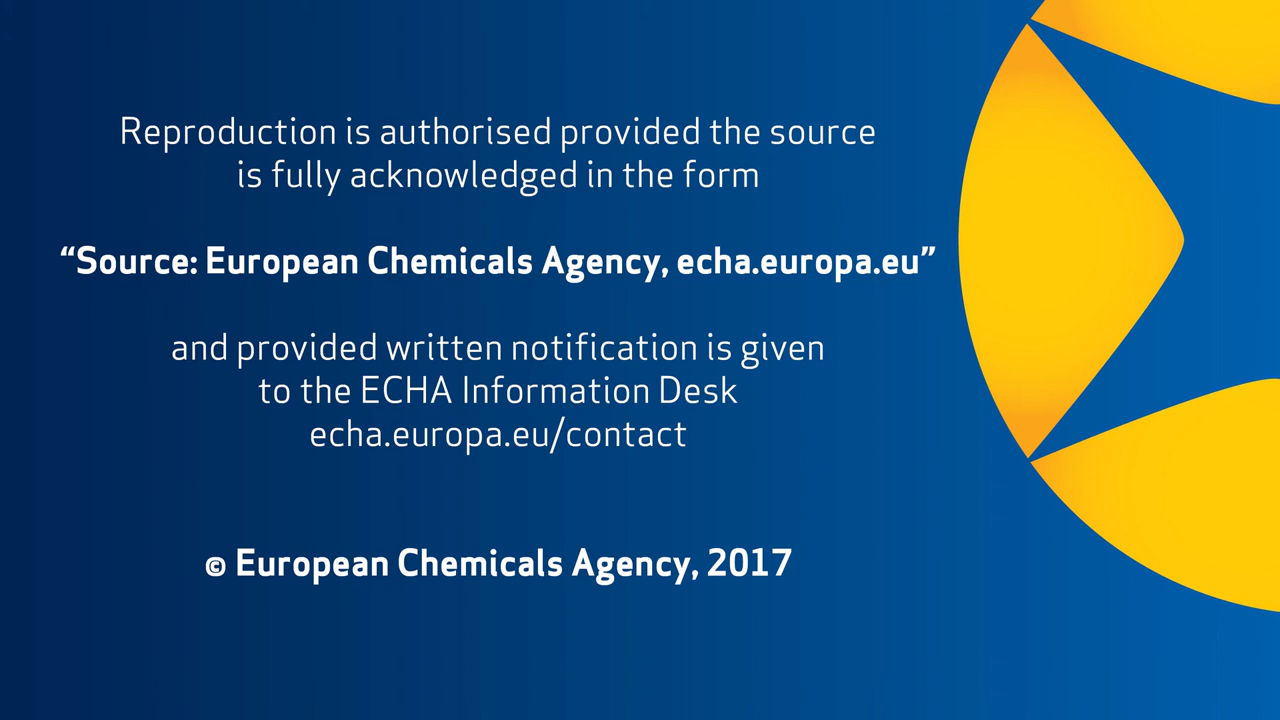 Reproduction is authorised provided the source
is fully acknowledged in the form
“Source: European Chemicals Agency, echa.europa.eu”
and provided written notification is given
to the ECHA Information Desk
echa.europa.eu/contact
© European Chemicals Agency, 2017